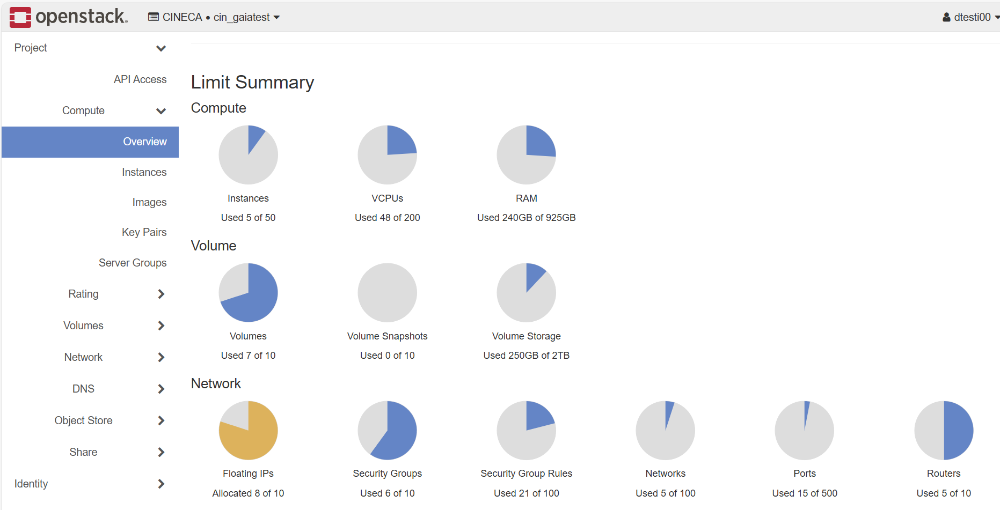 openstack.
CINECA • cin_gaiatest
dtesti00
Project
API Access
Compute
Overview
Instances
Images
Key Pairs
Server Groups
Rating
Volumes
Network
DNS
Object Store
Share
Identity
Limit Summary
Compute
Instances
Used 5 of 50
VCPUs
Used 48 of 200
RAM
Used 240GB of 925GB
Volume
Volumes
Used 7 of 10
Volume Snapshots
Used 0 of 10
Volume Storage
Used 250GB of 2TB
Network
Floating IPs
Allocated 8 of 10
Security Groups
Used 6 of 10
Security Group Rules
Used 21 of 100
Networks
Used 5 of 100
Ports
Used 15 of 500
Routers
Used 5 of 10